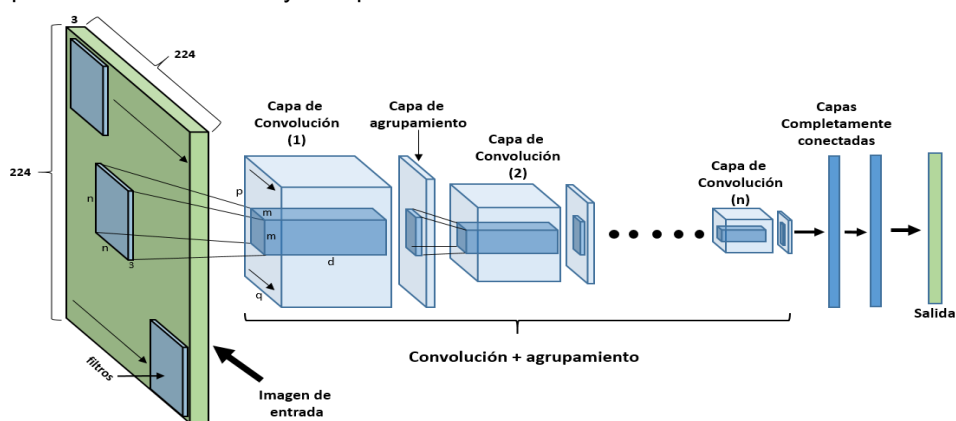 3
224
224
n
n
3
filtros
Imagen de
entrada
Capa de
Convolución
(1)
p
m
m
d
q
Capa de
agrupamiento
Capa de
Convolución
(2)
Capa de
Convolución
(n)
Capas
Completamente
conectadas
Salida
Convolución + agrupamiento